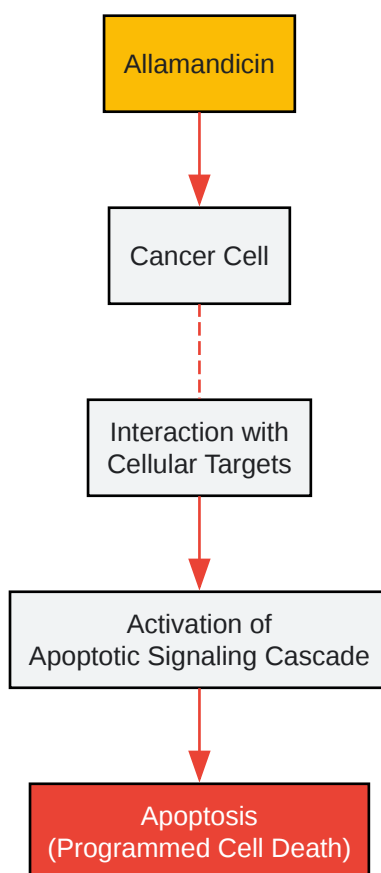 Allamandicin
Cancer Cell
Interaction with
Cellular Targets
Activation of
Apoptotic Signaling Cascade
Apoptosis
(Programmed Cell Death)